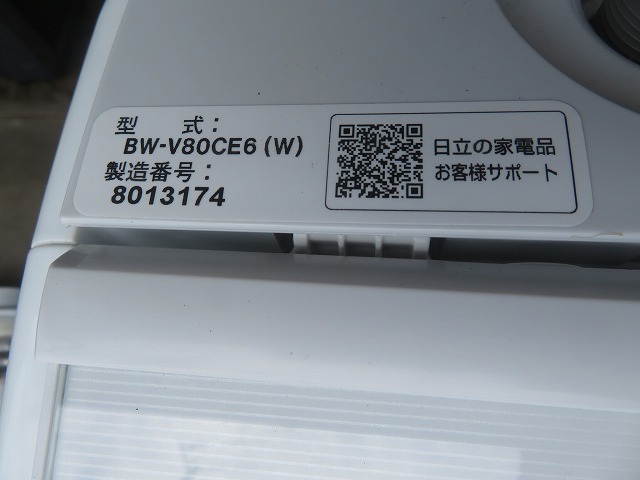 型　式：
BW-V80CE6 (W)
製造番号：
8013174
日立の家電品
お客様サポート